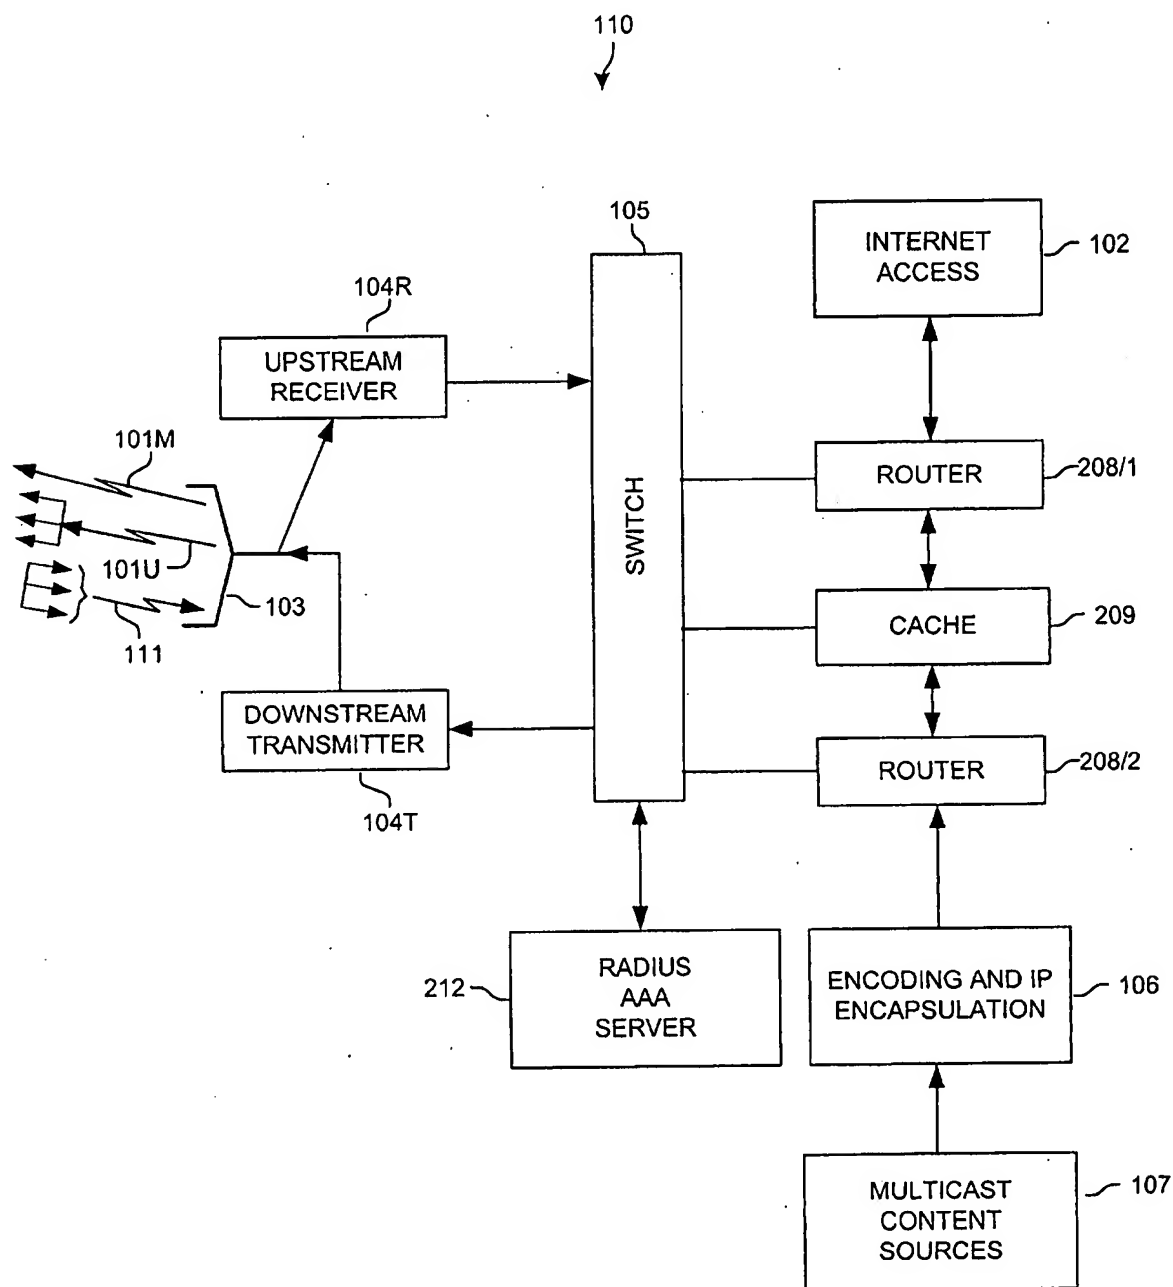 110
105
INTERNET
ACCESS
102
104R
UPSTREAM
RECEIVER
101M
ROUTER
208/1
SWITCH
101U
103
CACHE
209
111
DOWNSTREAM
TRANSMITTER
ROUTER
208/2
104T
RADIUS
AAA
SERVER
212
ENCODING AND IP
ENCAPSULATION
106
MULTICAST
CONTENT
SOURCES
107